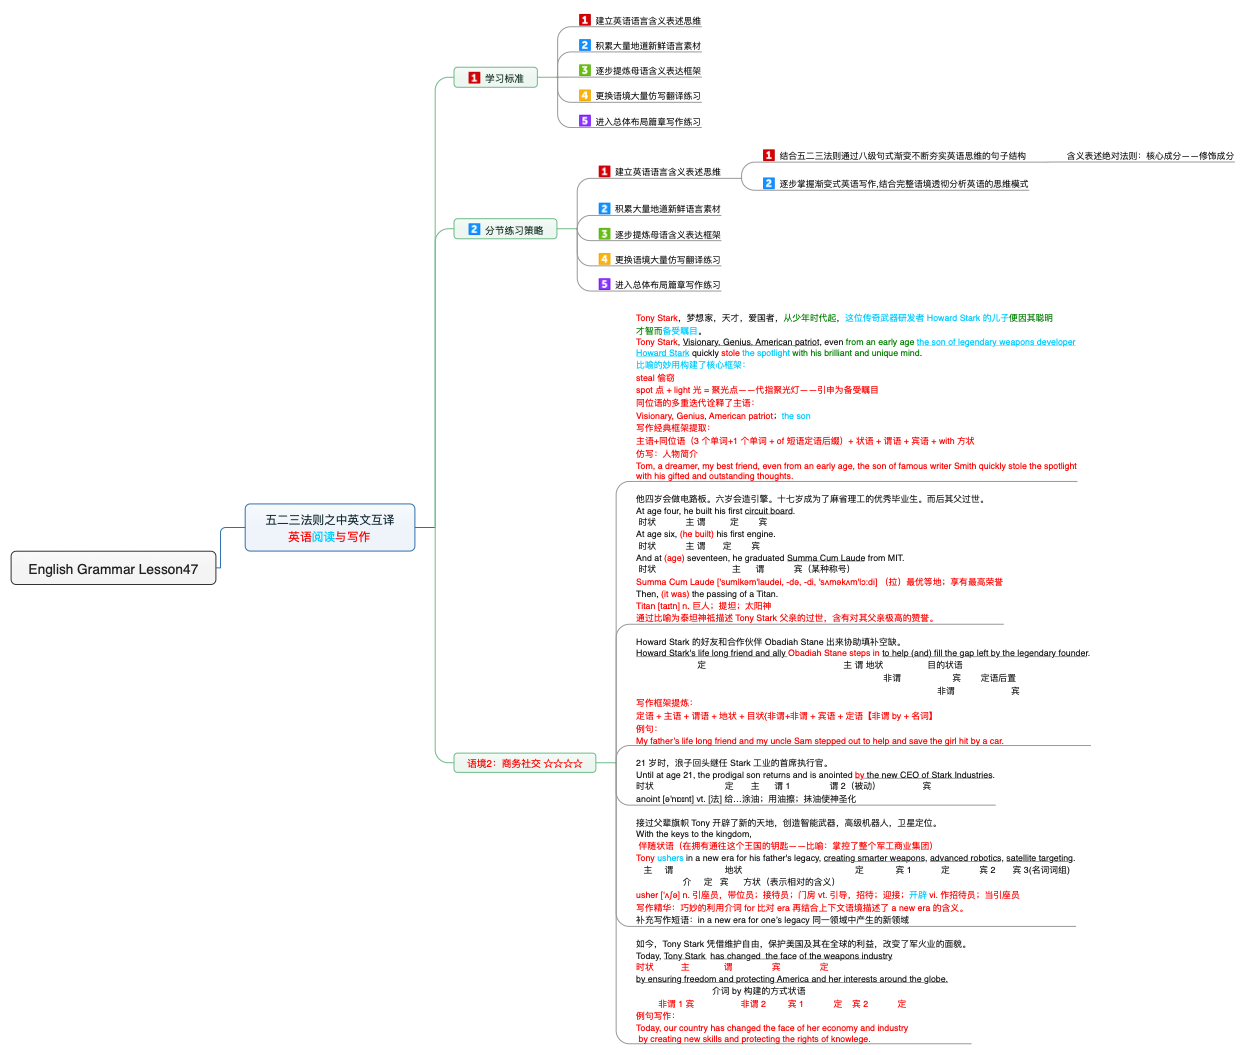 English Grammar Lesson47
五二三法则之中英文互译
英语阅读与写作
1 学习标准
1 建立英语语言含义表述思维
2 积累大量地道新鲜语言素材
3 逐步提炼母语含义表达框架
4 更换语境大量仿写翻译练习
5 进入总体布局篇章写作练习
2 分节练习策略
1 建立英语语言含义表述思维
1 结合五二三法则通过八级句式渐变不断夯实英语思维的句子结构 含义表述绝对法则：核心成分——修饰成分
2 逐步掌握渐变式英语写作,结合完整语境透彻分析英语的思维模式
2 积累大量地道新鲜语言素材
3 逐步提炼母语含义表达框架
4 更换语境大量仿写翻译练习
5 进入总体布局篇章写作练习
语境2：商务社交 ☆☆☆☆
Tony Stark，梦想家，天才，爱国者，从少年时代起，这位传奇武器研发者 Howard Stark 的儿子便因其聪明
才智而备受瞩目。
Tony Stark, Visionary, Genius, American patriot, even from an early age the son of legendary weapons developer
Howard Stark quickly stole the spotlight with his brilliant and unique mind.
比喻的妙用构建了核心框架：
steal 偷窃
spot 点 + light 光 = 聚光点——代指聚光灯——引申为备受瞩目
同位语的多重迭代诠释了主语：
Visionary, Genius, American patriot；the son
写作经典框架提取：
主语+同位语（3 个单词+1 个单词 + of 短语定语后缀）+ 状语 + 谓语 + 宾语 + with 方状
仿写：人物简介
Tom, a dreamer, my best friend, even from an early age, the son of famous writer Smith quickly stole the spotlight
with his gifted and outstanding thoughts.
他四岁会做电路板。六岁会造引擎。十七岁成为了麻省理工的优秀毕业生。而后其父过世。
At age four, he built his first circuit board.
时状 主 谓 定 宾
At age six, (he built) his first engine.
时状 主 谓 定 宾
And at (age) seventeen, he graduated Summa Cum Laude from MIT.
时状 主 谓 宾（某种称号）
Summa Cum Laude ['sumlkəm'laudei, -də, -di, 'sʌməkʌm'lɔ:di] （拉）最优等地；享有最高荣誉
Then, (it was) the passing of a Titan.
Titan [taɪtn] n. 巨人；提坦；太阳神
通过比喻为泰坦神祗描述 Tony Stark 父亲的过世，含有对其父亲极高的赞誉。
Howard Stark 的好友和合作伙伴 Obadiah Stane 出来协助填补空缺。
Howard Stark's life long friend and ally Obadiah Stane steps in to help (and) fill the gap left by the legendary founder.
定 主 谓 地状 目的状语
非谓 宾 定语后置
非谓 宾
写作框架提炼：
定语 + 主语 + 谓语 + 地状 + 目状(非谓+非谓 + 宾语 + 定语【非谓 by + 名词】
例句：
My father's life long friend and my uncle Sam stepped out to help and save the girl hit by a car.
21 岁时，浪子回头继任 Stark 工业的首席执行官。
Until at age 21, the prodigal son returns and is anointed by the new CEO of Stark Industries.
时状 定 主 谓 1 谓 2（被动） 宾
anoint [ə'nɒɪnt] vt. [法] 给…涂油；用油擦；抹油使神圣化
接过父辈旗帜 Tony 开辟了新的天地，创造智能武器，高级机器人，卫星定位。
With the keys to the kingdom,
伴随状语（在拥有通往这个王国的钥匙——比喻：掌控了整个军工商业集团）
Tony ushers in a new era for his father's legacy, creating smarter weapons, advanced robotics, satellite targeting.
主 谓 地状 定 宾 1 定 宾 2 宾 3(名词词组)
介 定 宾 方状（表示相对的含义）
usher ['ʌʃə] n. 引座员，带位员；接待员；门房 vt. 引导，招待；迎接；开辟 vi. 作招待员；当引座员
写作精华：巧妙的利用介词 for 比对 era 再结合上下文语境描述了 a new era 的含义。
补充写作短语：in a new era for one's legacy 同一领域中产生的新领域
如今，Tony Stark 凭借维护自由，保护美国及其在全球的利益，改变了军火业的面貌。
Today, Tony Stark has changed the face of the weapons industry
时状 主 谓 宾 定
by ensuring freedom and protecting America and her interests around the globe.
介词 by 构建的方式状语
非谓 1 宾 非谓 2 宾 1 定 宾 2 定
例句写作：
Today, our country has changed the face of her economy and industry
by creating new skills and protecting the rights of knowlege.